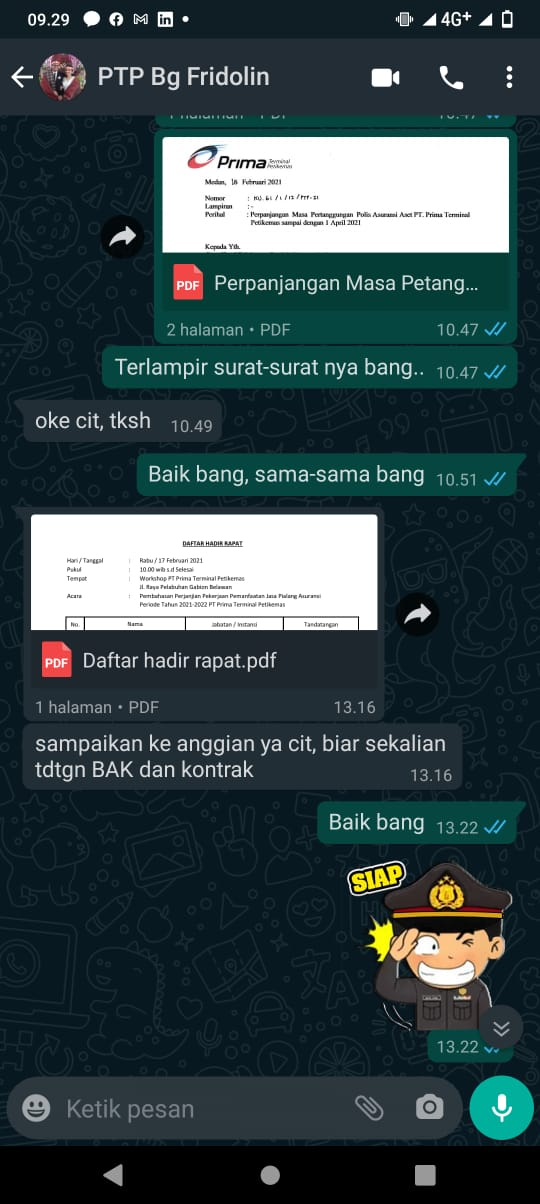 09.29
4G+
PTP Bg Fridolin
Prima Terminal Petikemas
Medan, 18 Februari 2021
Nomor :
Lampiran : -
Perihal : Perpanjangan Masa Pertanggungan Polis Asuransi Aset PT. Prima Terminal
Petikemas sampai dengan 1 April 2021
Kepada Yth.
PDF Perpanjangan Masa Petang...
2 halaman • PDF 10.47
Terlampir surat-surat nya bang.. 10.47
oke cit, tksh 10.49
Baik bang, sama-sama bang 10.51
DAFTAR HADIR RAPAT
Hari / Tanggal : Rabu / 17 Februari 2021
Pukul : 10.00 wib s.d Selesai
Tempat : Workshop PT Prima Terminal Petikemas
Jl. Raya Pelabuhan Gabion Belawan
Acara : Pembahasan Perjanjian Pekerjaan Pemanfaatan Jasa Pialang Asuransi
Periode Tahun 2021-2022 PT Prima Terminal Petikemas
No. Nama Jabatan / Instansi Tandatangan
PDF Daftar hadir rapat.pdf
1 halaman • PDF 13.16
sampaikan ke anggian ya cit, biar sekalian
tdtgn BAK dan kontrak 13.16
Baik bang 13.22
SIAP
13.22
Ketik pesan